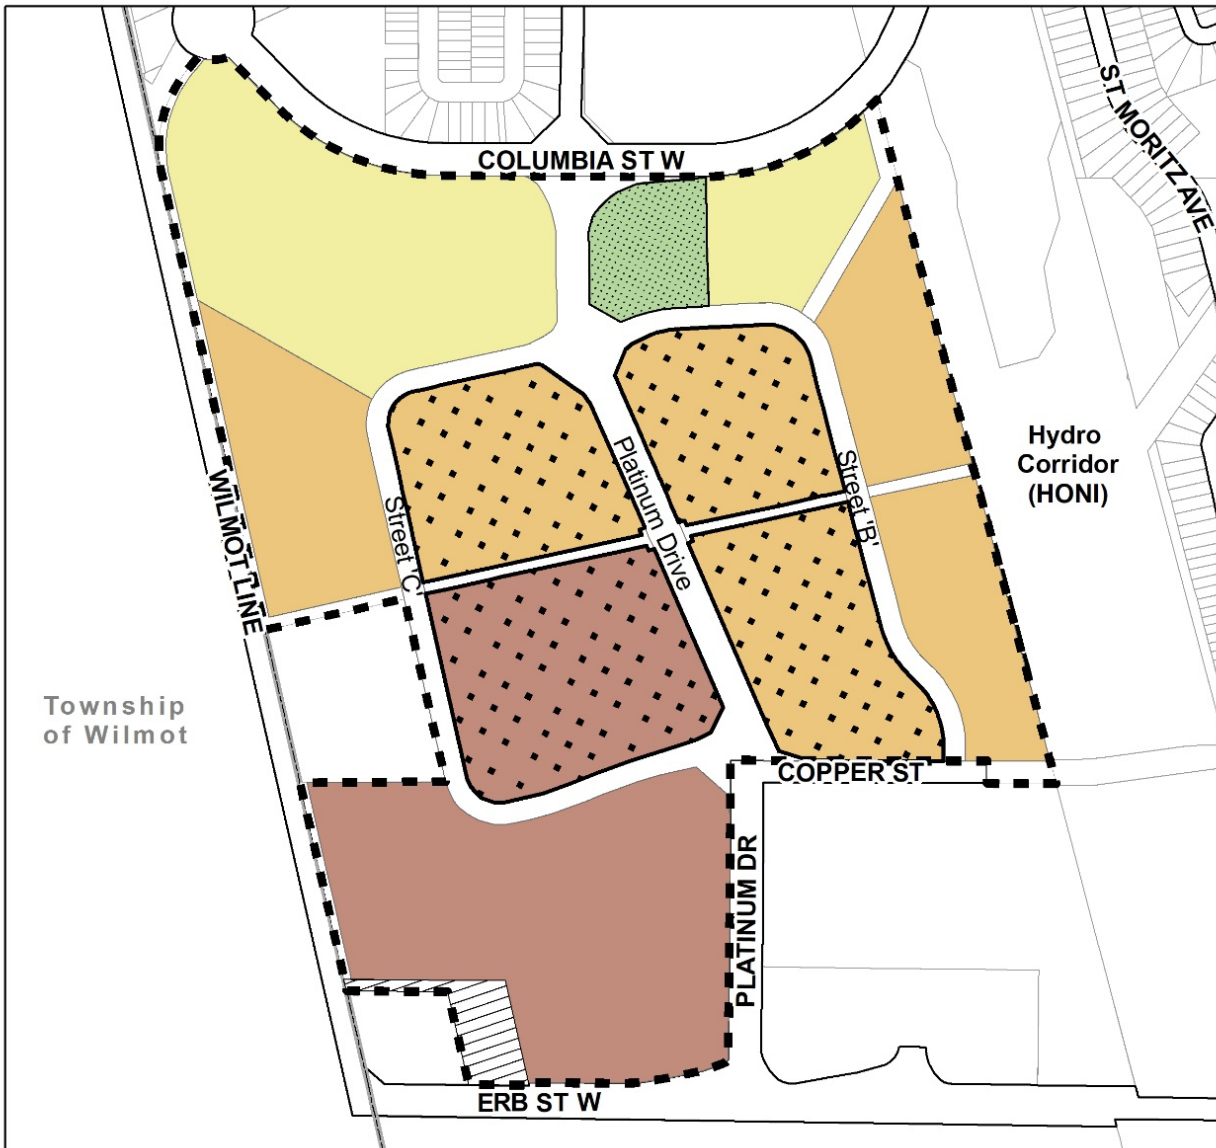 ST. MORITZ AVE
COLUMBIA ST W
Hydro
Corridor
(HONI)
Platinum Drive
Street 'B'
Street 'C'
WILMOT LINE
Township
of Wilmot
COPPER ST
PLATINUM DR
ERB ST W